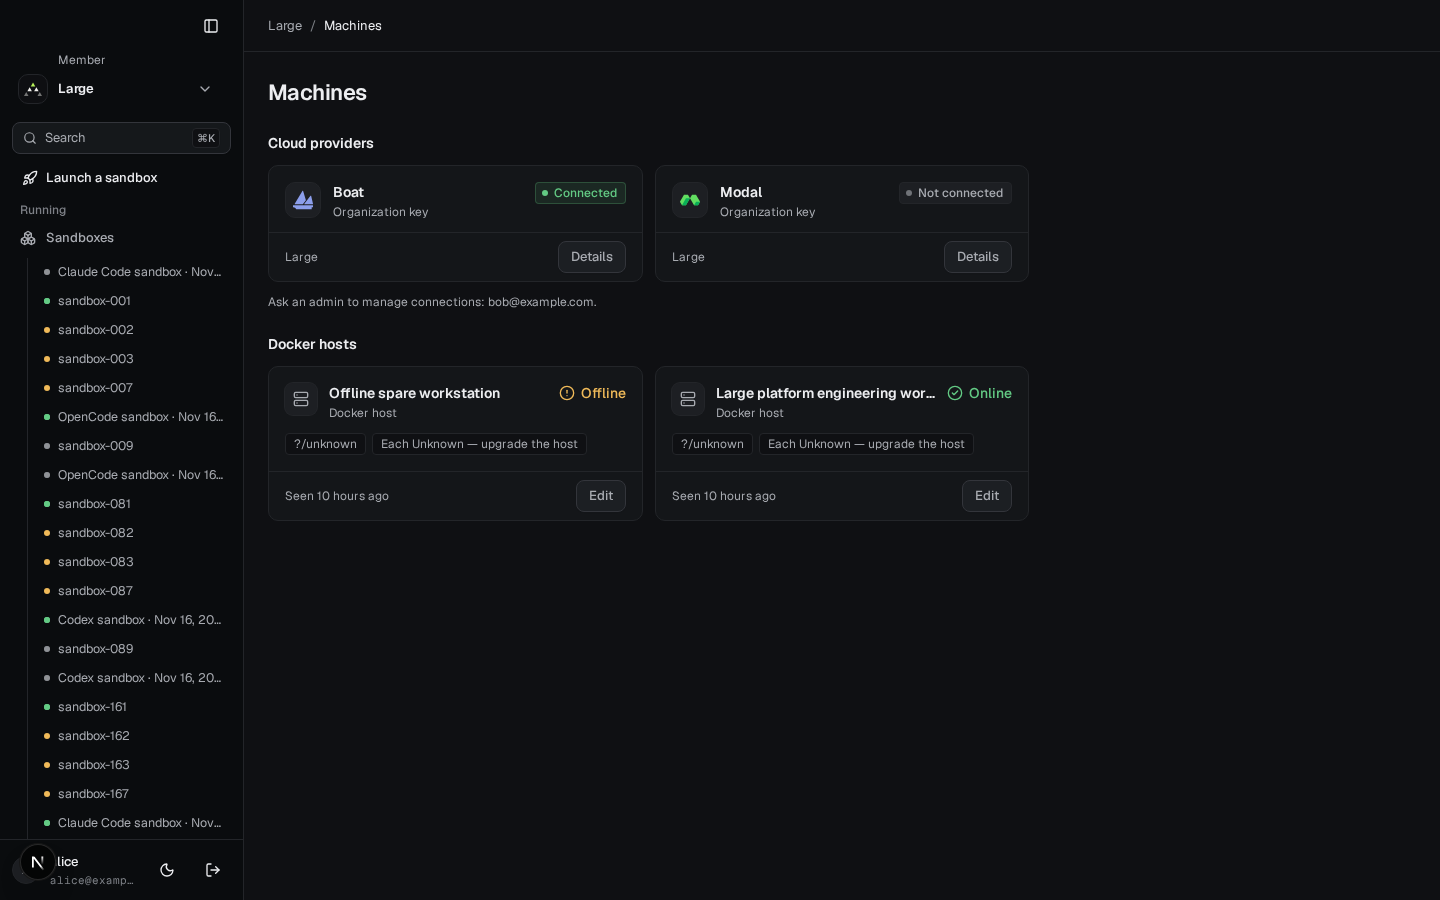 Member
Large
Search ⌘K
Launch a sandbox
Running
Sandboxes
Claude Code sandbox · Nov…
sandbox-001
sandbox-002
sandbox-003
sandbox-007
OpenCode sandbox · Nov 16…
sandbox-009
OpenCode sandbox · Nov 16…
sandbox-081
sandbox-082
sandbox-083
sandbox-087
Codex sandbox · Nov 16, 20…
sandbox-089
Codex sandbox · Nov 16, 20…
sandbox-161
sandbox-162
sandbox-163
sandbox-167
Claude Code sandbox · Nov…
N lice
alice@examp…
Large / Machines
Machines
Cloud providers
Boat Connected
Organization key
Large Details
Modal Not connected
Organization key
Large Details
Ask an admin to manage connections: bob@example.com.
Docker hosts
Offline spare workstation Offline
Docker host
?/unknown Each Unknown — upgrade the host
Seen 10 hours ago Edit
Large platform engineering wor… Online
Docker host
?/unknown Each Unknown — upgrade the host
Seen 10 hours ago Edit